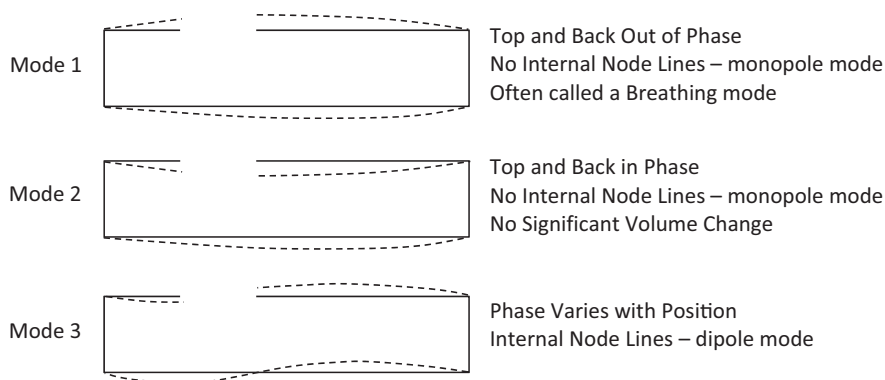 Mode 1
Top and Back Out of Phase
No Internal Node Lines – monopole mode
Often called a Breathing mode
Mode 2
Top and Back in Phase
No Internal Node Lines – monopole mode
No Significant Volume Change
Mode 3
Phase Varies with Position
Internal Node Lines – dipole mode